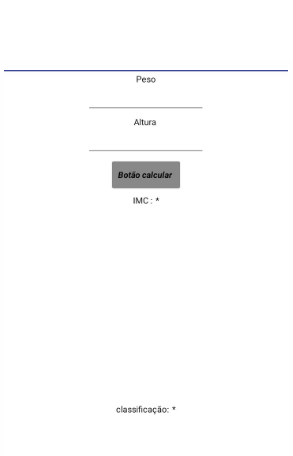 Peso
Altura
Botão calcular
IMC : *
classificação: *